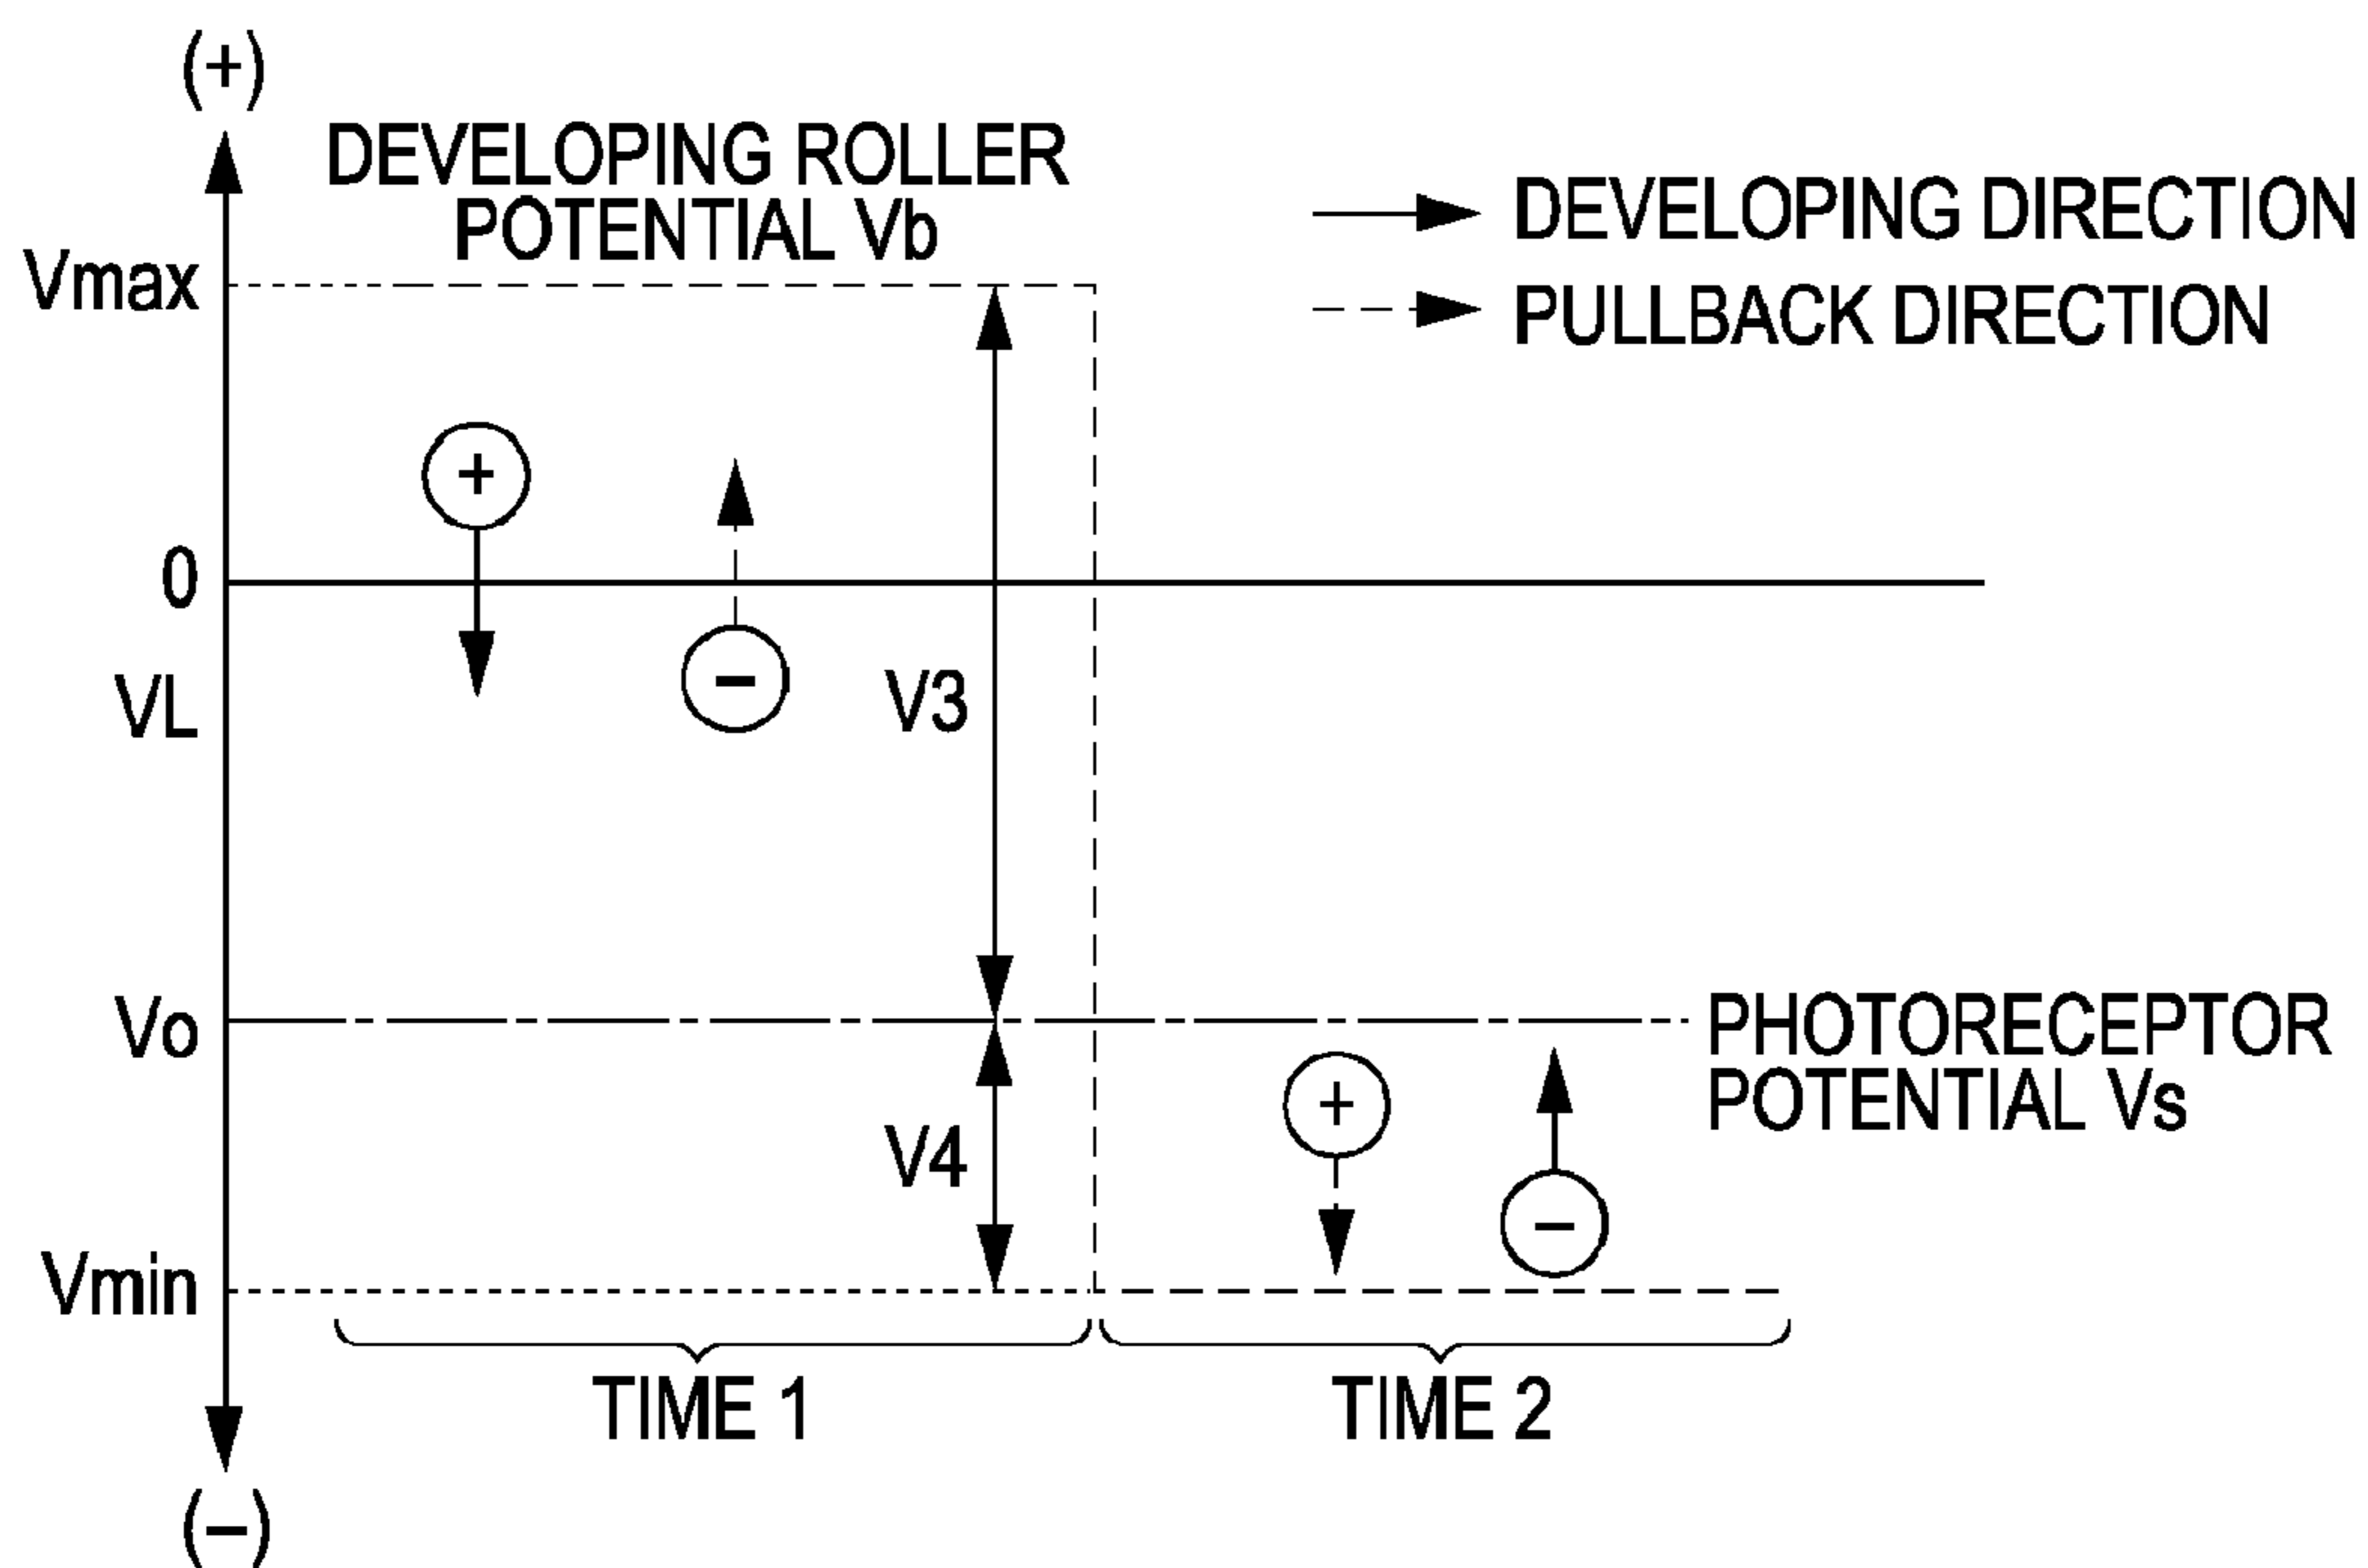 (+)
DEVELOPING ROLLER
POTENTIAL Vb
DEVELOPING DIRECTION
PULLBACK DIRECTION
Vmax
+
0
−
VL
V3
Vo
PHOTORECEPTOR
POTENTIAL Vs
+
V4
−
Vmin
TIME 1
TIME 2
(−)